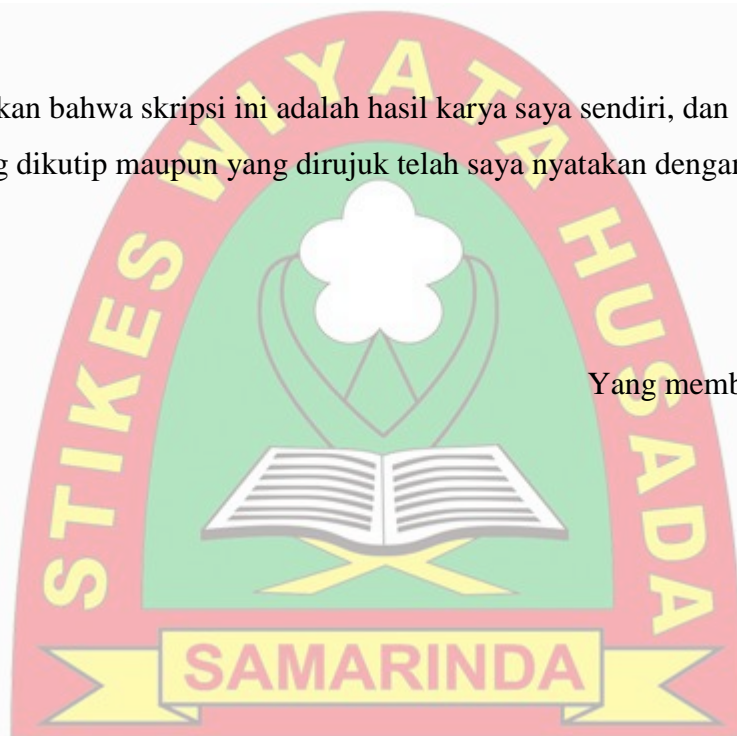 kan bahwa skripsi ini adalah hasil karya saya sendiri, dan
g dikutip maupun yang dirujuk telah saya nyatakan dengan
Yang memb
STIKES WIYATA HUSADA
SAMARINDA